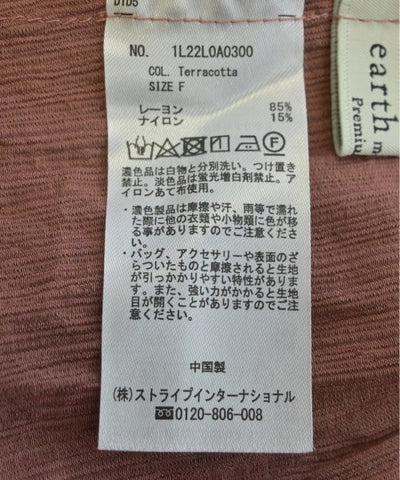 DTD5
NO. 1L22L0A0300
COL. Terracotta
SIZE F
レーヨン 85%
ナイロン 15%
濃色品は白物と分別洗い。つけ置き
禁止。淡色品は蛍光増白剤禁止。ア
イロンあて布使用。
・濃色製品は摩擦や汗、雨等で濡れ
た際に他の衣類や小物類に色が移
る事がありますのでご注意くださ
い。
・バッグ、アクセサリーや表面のざ
らついたものと摩擦されると生地
が引っかかりやすい特性がありま
す。また、強い力がかかると生地
目が開くことがありますのでご注
意ください。
中国製
(株)ストライプインターナショナル
0120-806-008
earth m
Premiu